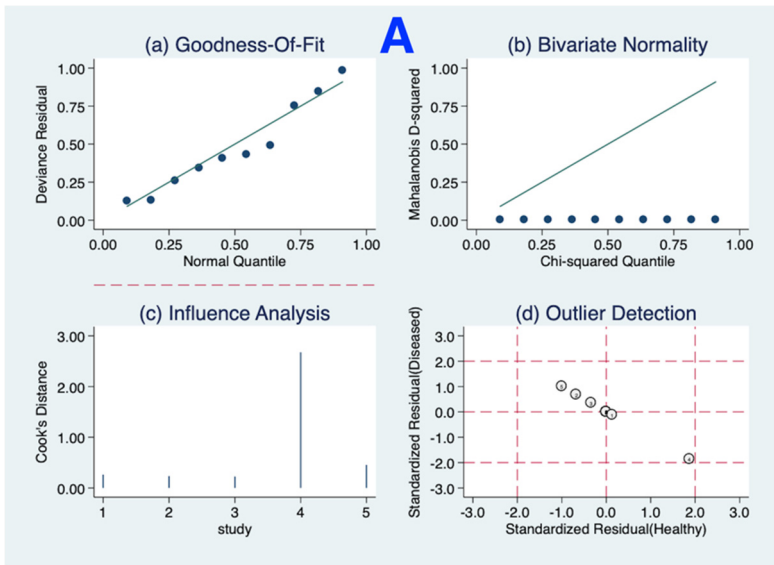 A
(a) Goodness-Of-Fit
Deviance Residual
1.00
0.75
0.50
0.25
0.00
0.00 0.25 0.50 0.75 1.00
Normal Quantile
(b) Bivariate Normality
Mahalanobis D-squared
1.00
0.75
0.50
0.25
0.00
0.00 0.25 0.50 0.75 1.00
Chi-squared Quantile
(c) Influence Analysis
Cook's Distance
3.00
2.00
1.00
0.00
1 2 3 4 5
study
(d) Outlier Detection
Standardized Residual(Diseased)
3.0
2.0
1.0
0.0
-1.0
-2.0
-3.0
-3.0 -2.0 -1.0 0.0 1.0 2.0 3.0
Standardized Residual(Healthy)